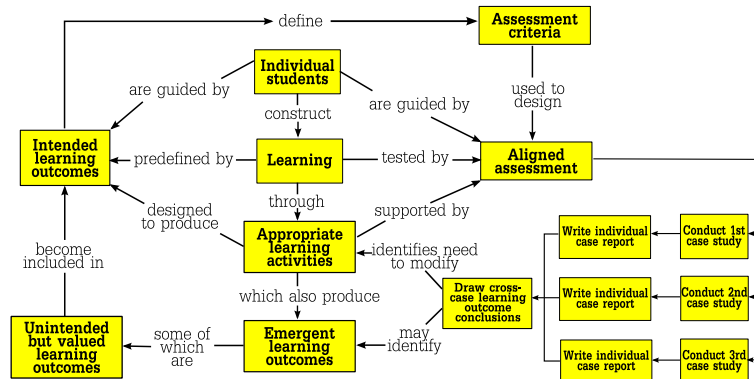 define
Assessment
criteria
Individual
students
are guided by
construct
are guided by
used to
design
Intended
learning
outcomes
predefined by
Learning
tested by
Aligned
assessment
through
designed
to produce
supported by
Appropriate
learning
activities
become
included in
identifies need
to modify
which also produce
Draw cross-
case learning
outcome
conclusions
Write individual
case report
Conduct 1st
case study
Write individual
case report
Conduct 2nd
case study
Write individual
case report
Conduct 3rd
case study
Unintended
but valued
learning
outcomes
some of
which
are
Emergent
learning
outcomes
may
identify